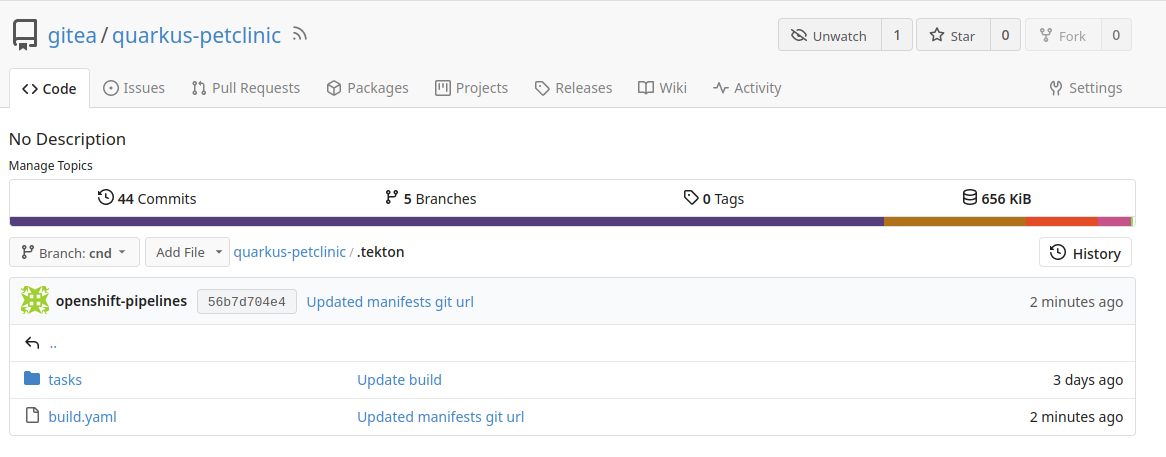 gitea / quarkus-petclinic
Unwatch 1 Star 0 Fork 0
Code Issues Pull Requests Packages Projects Releases Wiki Activity Settings
No Description
Manage Topics
44 Commits 5 Branches 0 Tags 656 KiB
Branch: cnd Add File quarkus-petclinic / .tekton History
openshift-pipelines 56b7d704e4 Updated manifests git url 2 minutes ago
..
tasks Update build 3 days ago
build.yaml Updated manifests git url 2 minutes ago